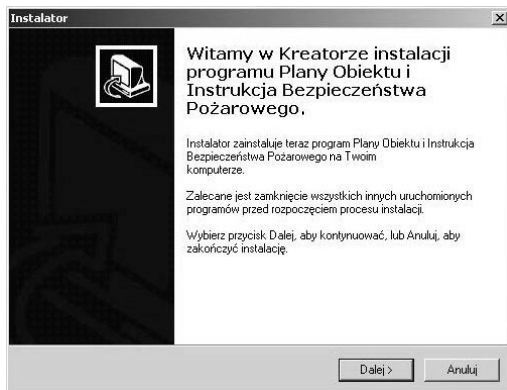 Instalator
Witamy w Kreatorze instalacji
programu Plany Obiektu i
Instrukcja Bezpieczeństwa
Pożarowego.
Instalator zainstaluje teraz program Plany Obiektu i Instrukcja
Bezpieczeństwa Pożarowego na Twoim
komputerze.
Zalecane jest zamknięcie wszystkich innych uruchomionych
programów przed rozpoczęciem procesu instalacji.
Wybierz przycisk Dalej, aby kontynuować, lub Anuluj, aby
zakończyć instalację.
Dalej > Anuluj